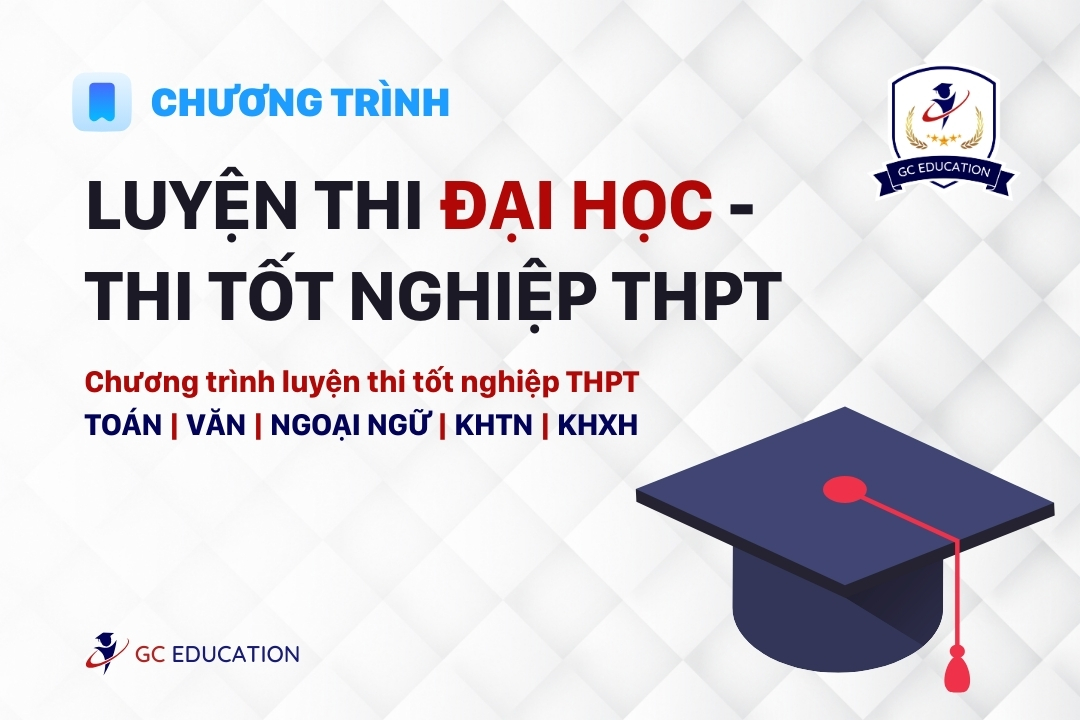 CHƯƠNG TRÌNH
GC EDUCATION
LUYỆN THI ĐẠI HỌC -
THI TỐT NGHIỆP THPT
Chương trình luyện thi tốt nghiệp THPT
TOÁN | VĂN | NGOẠI NGỮ | KHTN | KHXH
GC EDUCATION